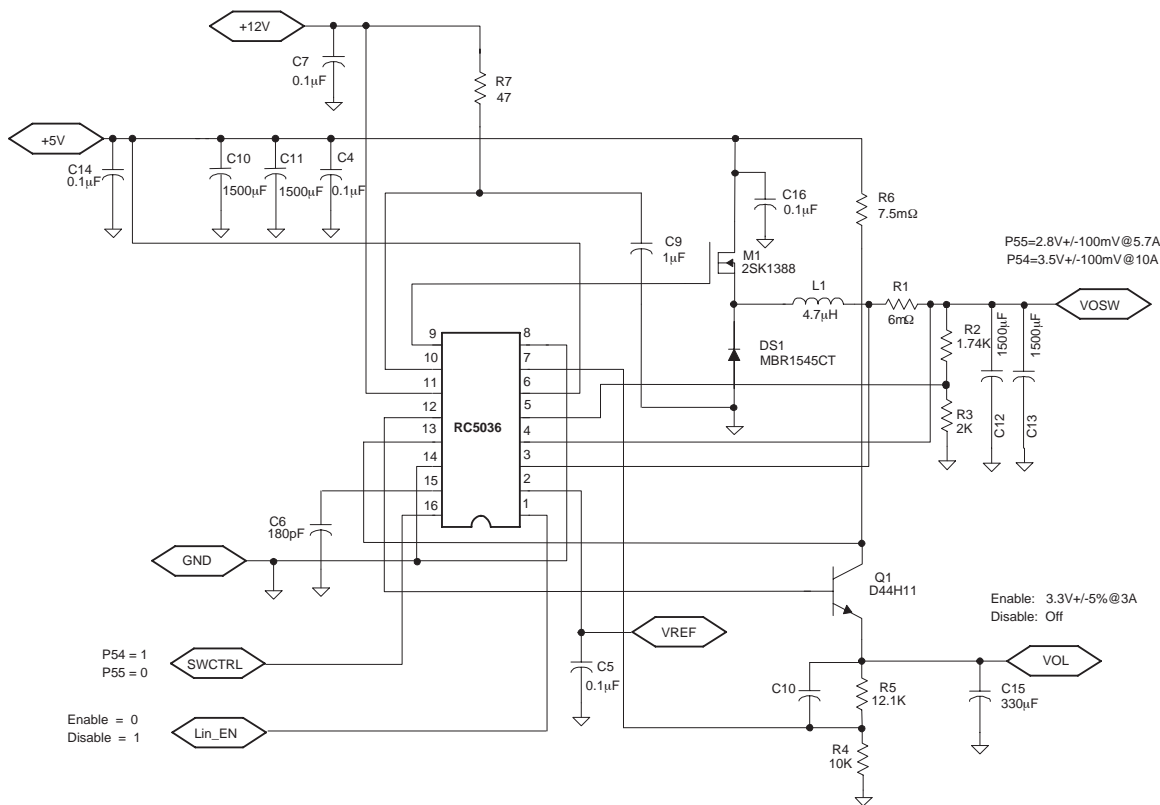 +12V
C7
0.1µF
R7
47
+5V
C14
0.1µF
C10
1500µF
C11
1500µF
C4
0.1µF
C16
0.1µF
R6
7.5mΩ
C9
1µF
M1
2SK1388
P55=2.8V+/-100mV@5.7A
P54=3.5V+/-100mV@10A
L1
4.7µH
R1
6mΩ
VOSW
DS1
MBR1545CT
R2
1.74K
R3
2K
1500µF
C12
1500µF
C13
RC5036
9
10
11
12
13
14
15
16
8
7
6
5
4
3
2
1
C6
180pF
GND
Q1
D44H11
Enable: 3.3V+/-5%@3A
Disable: Off
VREF
C5
0.1µF
P54 = 1
P55 = 0
SWCTRL
Enable = 0
Disable = 1
Lin_EN
VOL
C10
R5
12.1K
C15
330µF
R4
10K